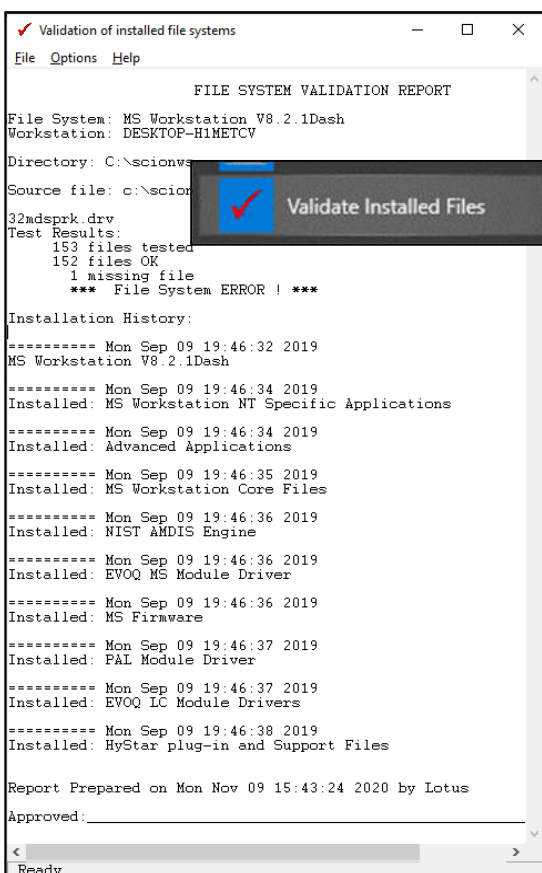 Validation of installed file systems
File Options Help
FILE SYSTEM VALIDATION REPORT
File System: MS Workstation V8.2.1Dash
Workstation: DESKTOP-H1METCV
Directory: C:\scionws
Source file: c:\scion
Validate Installed Files
32mdsprk.drv
Test Results:
153 files tested
152 files OK
1 missing file
*** File System ERROR ! ***
Installation History:
========== Mon Sep 09 19:46:32 2019
MS Workstation V8.2.1Dash
========== Mon Sep 09 19:46:34 2019
Installed: MS Workstation NT Specific Applications
========== Mon Sep 09 19:46:34 2019
Installed: Advanced Applications
========== Mon Sep 09 19:46:35 2019
Installed: MS Workstation Core Files
========== Mon Sep 09 19:46:36 2019
Installed: NIST AMDIS Engine
========== Mon Sep 09 19:46:36 2019
Installed: EVOQ MS Module Driver
========== Mon Sep 09 19:46:36 2019
Installed: MS Firmware
========== Mon Sep 09 19:46:37 2019
Installed: PAL Module Driver
========== Mon Sep 09 19:46:37 2019
Installed: EVOQ LC Module Drivers
========== Mon Sep 09 19:46:38 2019
Installed: HyStar plug-in and Support Files
Report Prepared on Mon Nov 09 15:43:24 2020 by Lotus
Approved:
Ready